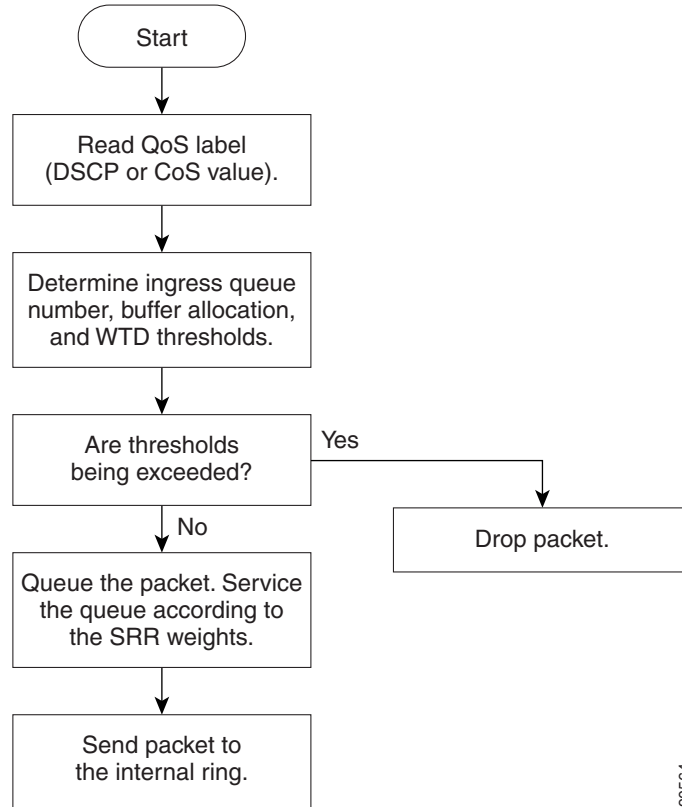 Start
Read QoS label
(DSCP or CoS value).
Determine ingress queue
number, buffer allocation,
and WTD thresholds.
Are thresholds
being exceeded?
Yes
Drop packet.
No
Queue the packet. Service
the queue according to
the SRR weights.
Send packet to
the internal ring.